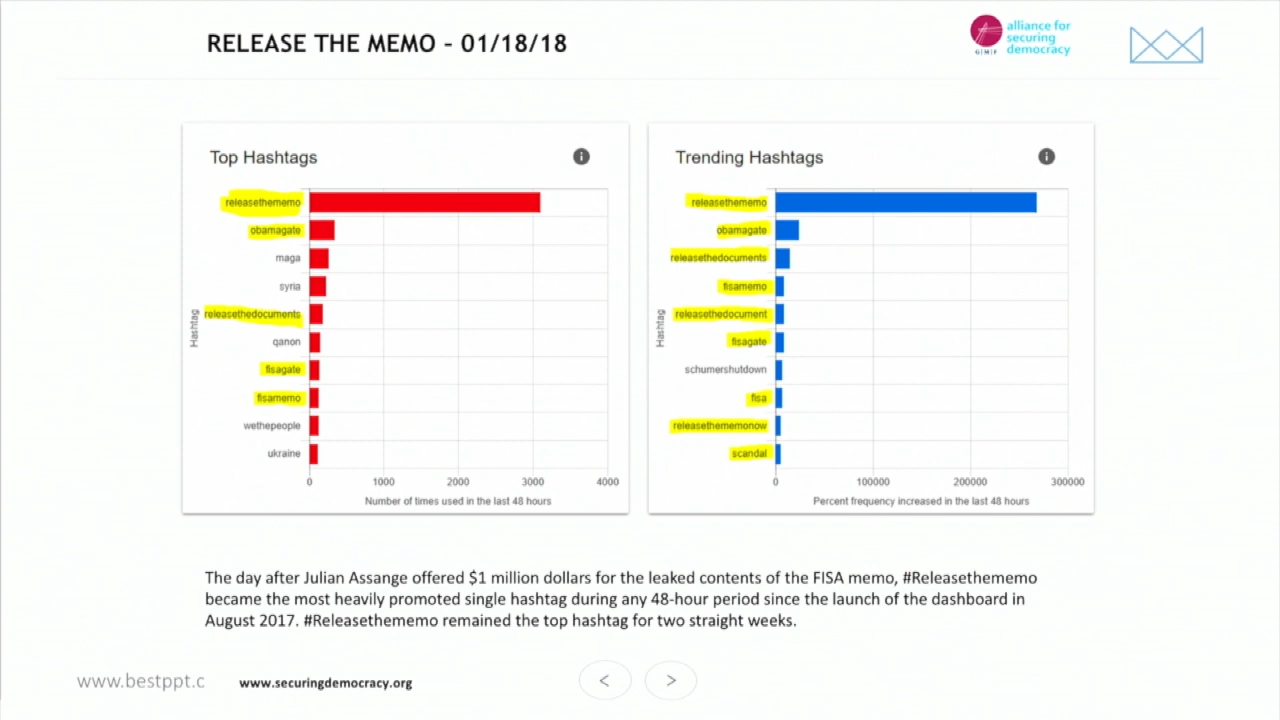 RELEASE THE MEMO - 01/18/18
G|M|F
alliance for
securing
democracy
Top Hashtags
releasethememo
obamagate
maga
syria
releasethedocuments
qanon
fisagate
fisamemo
wethepeople
ukraine
Hashtag
0 1000 2000 3000 4000
Number of times used in the last 48 hours
Trending Hashtags
releasethememo
obamagate
releasethedocuments
fisamemo
releasethedocument
fisagate
schumershutdown
fisa
releasethememonow
scandal
Hashtag
0 100000 200000 300000
Percent frequency increased in the last 48 hours
The day after Julian Assange offered $1 million dollars for the leaked contents of the FISA memo, #Releasethememo
became the most heavily promoted single hashtag during any 48-hour period since the launch of the dashboard in
August 2017. #Releasethememo remained the top hashtag for two straight weeks.
www.bestppt.c
www.securingdemocracy.org
< >